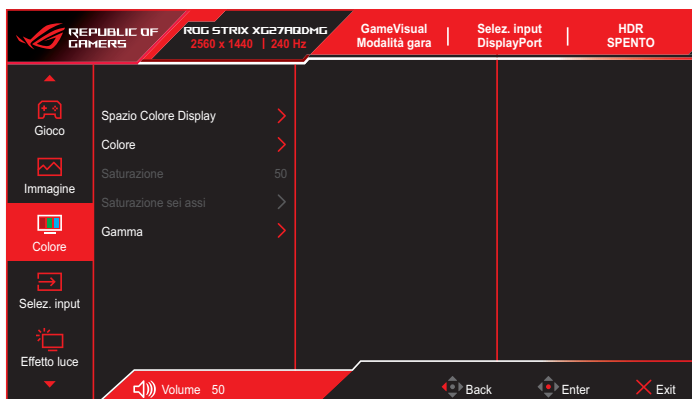 REPUBLIC OF
GAMERS
ROG STRIX XG27AQDMG
2560 x 1440 | 240 Hz
GameVisual
Modalità gara
Selez. input
DisplayPort
HDR
SPENTO
Gioco
Immagine
Colore
Selez. input
Effetto luce
Spazio Colore Display
Colore
Saturazione 50
Saturazione sei assi
Gamma
Volume 50
Back
Enter
Exit